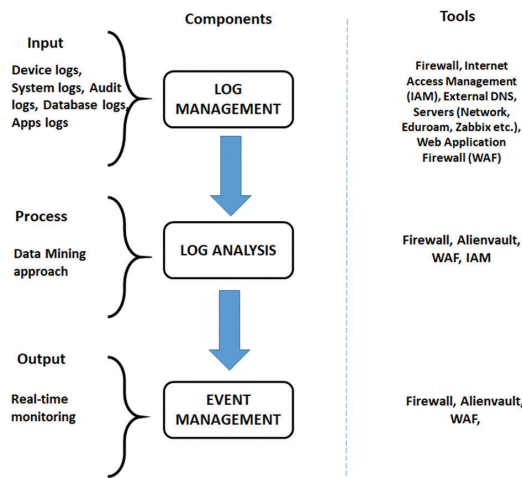 Components
Tools
Input
Device logs,
System logs, Audit
logs, Database logs,
Apps logs
LOG
MANAGEMENT
Firewall, Internet
Access Management
(IAM), External DNS,
Servers (Network,
Eduroam, Zabbix etc.),
Web Application
Firewall (WAF)
Process
Data Mining
approach
LOG ANALYSIS
Firewall, Alienvault,
WAF, IAM
Output
Real-time
monitoring
EVENT
MANAGEMENT
Firewall, Alienvault,
WAF,